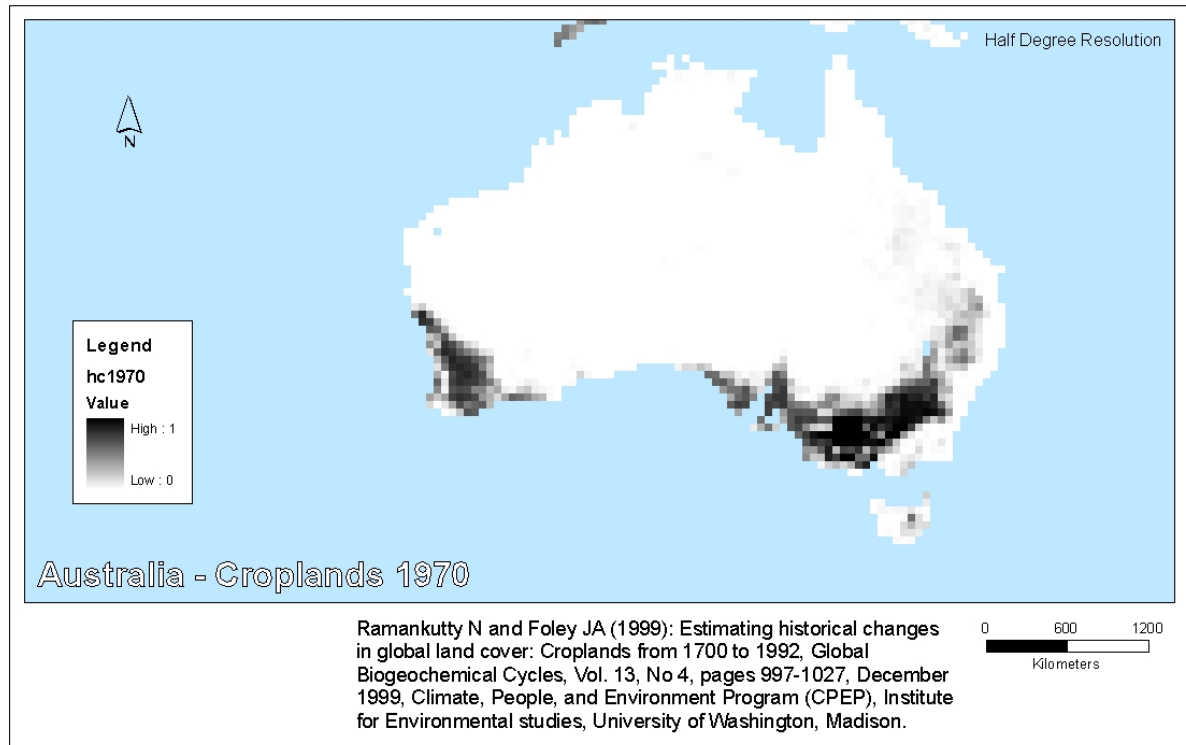 Half Degree Resolution
N
Legend
hc1970
Value
High : 1
Low : 0
Australia - Croplands 1970
Ramankutty N and Foley JA (1999): Estimating historical changes
in global land cover: Croplands from 1700 to 1992, Global
Biogeochemical Cycles, Vol. 13, No 4, pages 997-1027, December
1999, Climate, People, and Environment Program (CPEP), Institute
for Environmental studies, University of Washington, Madison.
0 600 1200
Kilometers